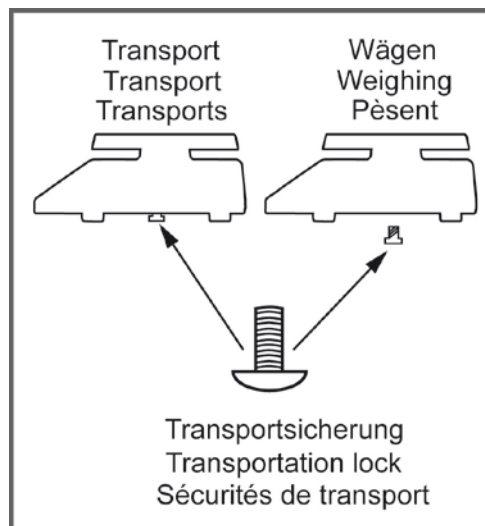 Transport
Transport
Transports
Wägen
Weighing
Pèsent
Transportsicherung
Transportation lock
Sécurités de transport